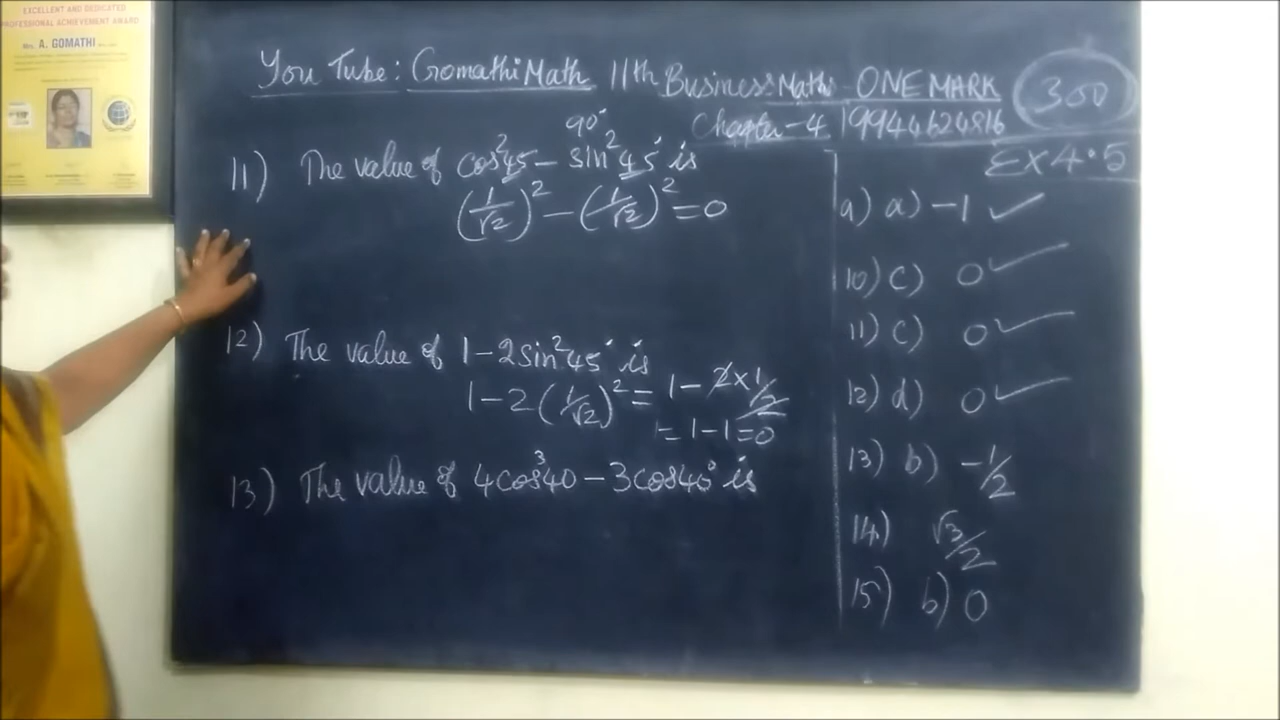 EXCELLENT AND DEDICATED
PROFESSIONAL ACHIEVEMENT AWARD
Mrs. A. GOMATHI
You Tube: GomathiMath 11th Business Maths - ONE MARK 300
Chapter-4 19944624816
Ex 4.5
90°
11) The value of cos²45 - sin²45° is
(1/√2)² - (1/√2)² = 0
12) The value of 1-2sin²45° is
1-2(1/√2)² = 1 - 2×1/2
= 1-1=0
13) The value of 4cos³40 - 3cos40° is
9) a) -1 ✓
10) c) 0 ✓
11) c) 0 ✓
12) d) 0 ✓
13) b) -1/2
14) √3/2
15) b) 0